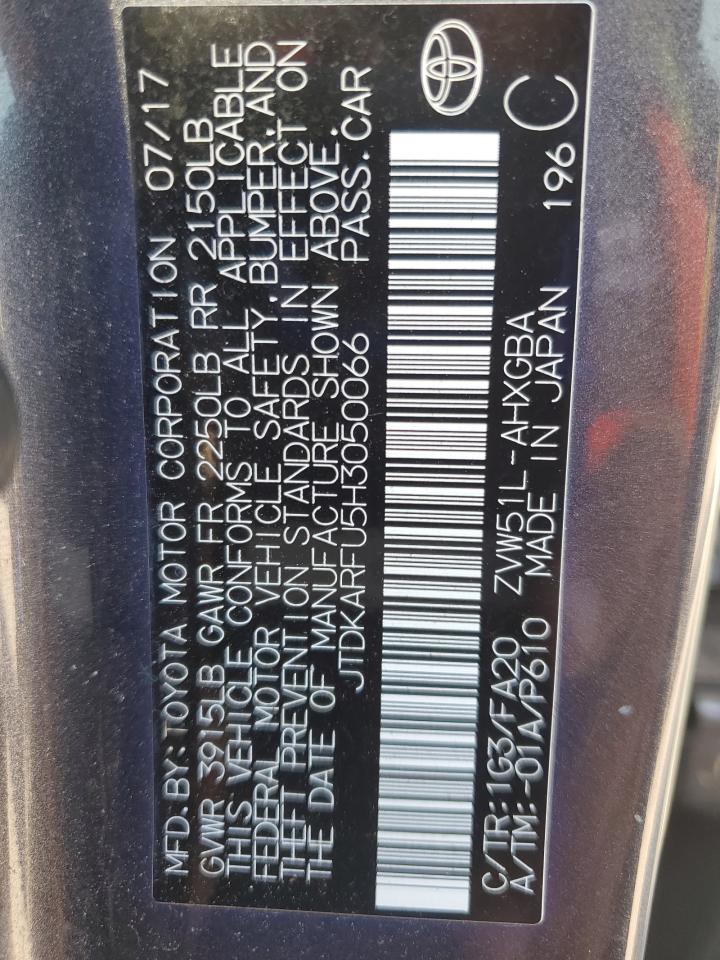 MFD.BY:TOYOTA MOTOR CORPORATION 07/17
GVWR 3915LB GAWR FR 2250LB RR 2150LB
THIS VEHICLE CONFORMS TO ALL APPLICABLE
FEDERAL MOTOR VEHICLE SAFETY, BUMPER, AND
THEFT PREVENTION STANDARDS IN EFFECT ON
THE DATE OF MANUFACTURE SHOWN ABOVE.
JTDKARFU5H3050066 PASS. CAR
C/TR:1G3/FA20 ZVW51L-AHXGBA
A/TM:-01A/P610 MADE IN JAPAN 196
C